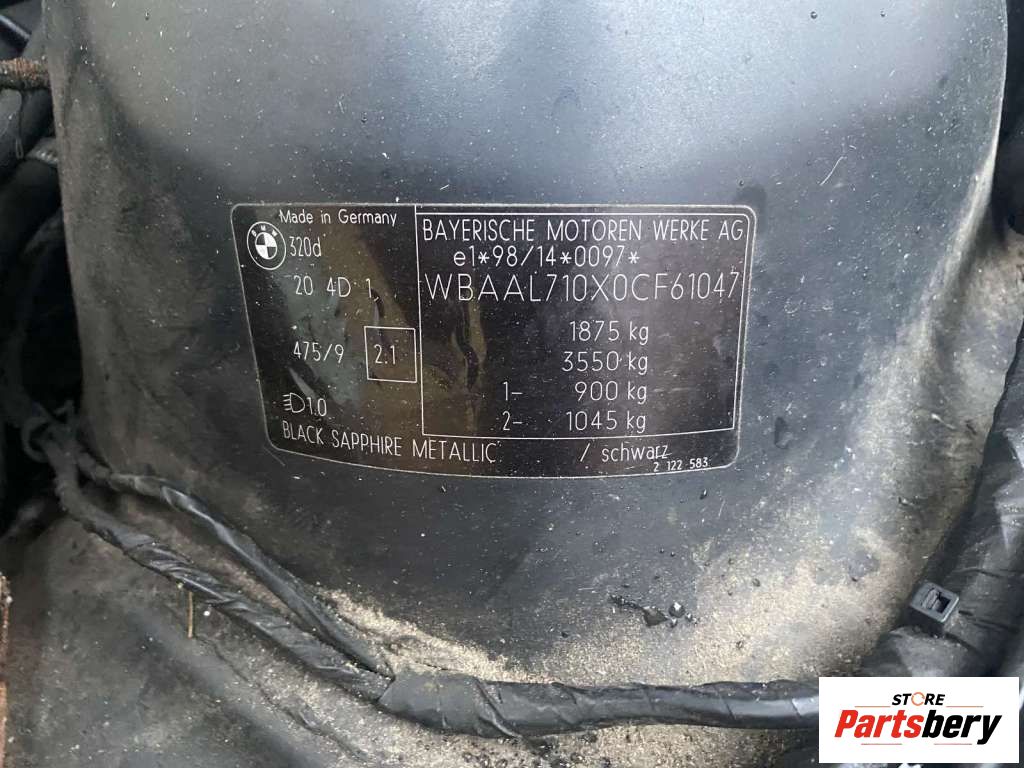 Made in Germany
BMW
320d
20 4D 1
475/9 2.1
1.0
BLACK SAPPHIRE METALLIC / schwarz
2 122 583
BAYERISCHE MOTOREN WERKE AG
e1*98/14*0097*
WBAAL710X0CF61047
1875 kg
3550 kg
1- 900 kg
2- 1045 kg
STORE
Partsbery